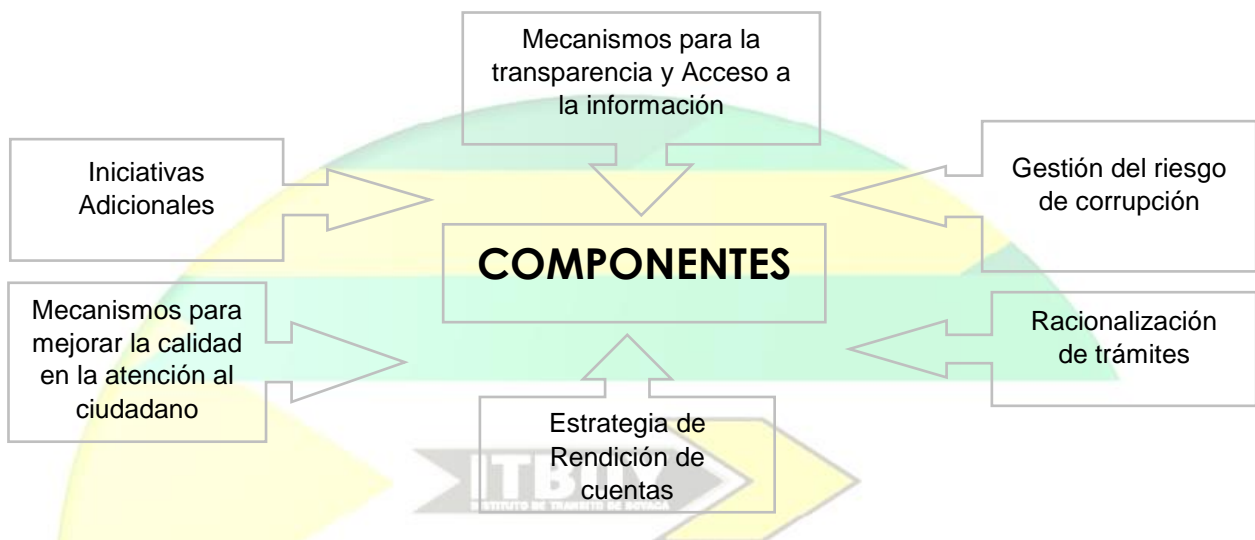 Mecanismos para la
transparencia y Acceso a
la información
Iniciativas
Adicionales
Gestión del riesgo
de corrupción
COMPONENTES
Mecanismos para
mejorar la calidad
en la atención al
ciudadano
Racionalización
de trámites
Estrategia de
Rendición de
cuentas
INSTITUTO DE TRANSITO DE BOYACA